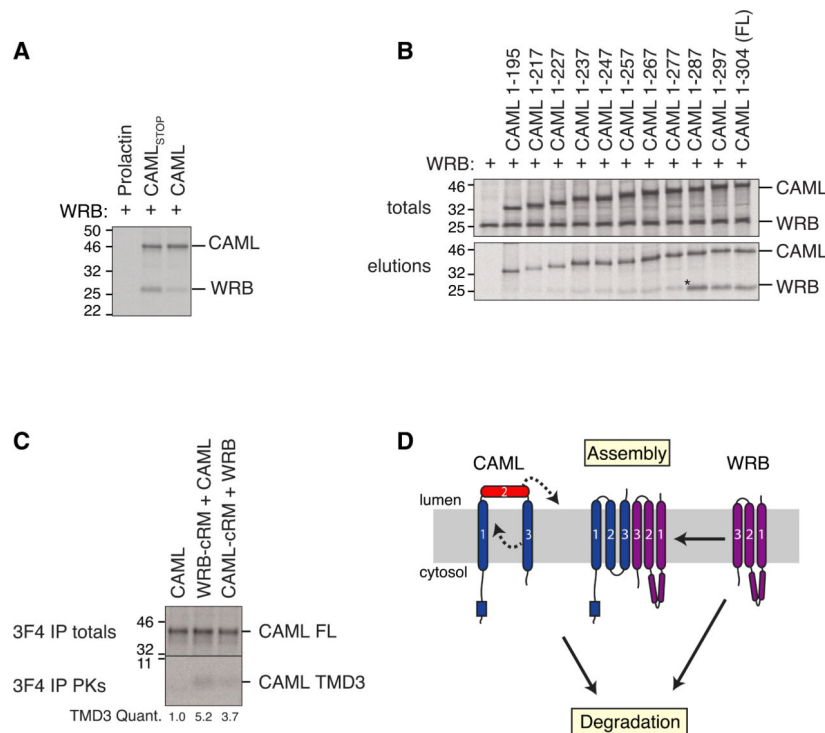 A
Prolactin
CAMLSTOP
CAML
WRB: + + +
50
46
32
25
22
CAML
WRB
B
CAML 1-195
CAML 1-217
CAML 1-227
CAML 1-237
CAML 1-247
CAML 1-257
CAML 1-267
CAML 1-277
CAML 1-287
CAML 1-297
CAML 1-304 (FL)
WRB: + + + + + + + + + + + +
totals
46
32
25
CAML
WRB
elutions
46
32
25
*
CAML
WRB
C
CAML
WRB-cRM + CAML
CAML-cRM + WRB
3F4 IP totals
46
32
CAML FL
3F4 IP PKs
11
CAML TMD3
TMD3 Quant. 1.0 5.2 3.7
D
CAML
Assembly
WRB
lumen
cytosol
2
1 3
1 2 3 3 2 1
3 2 1
Degradation